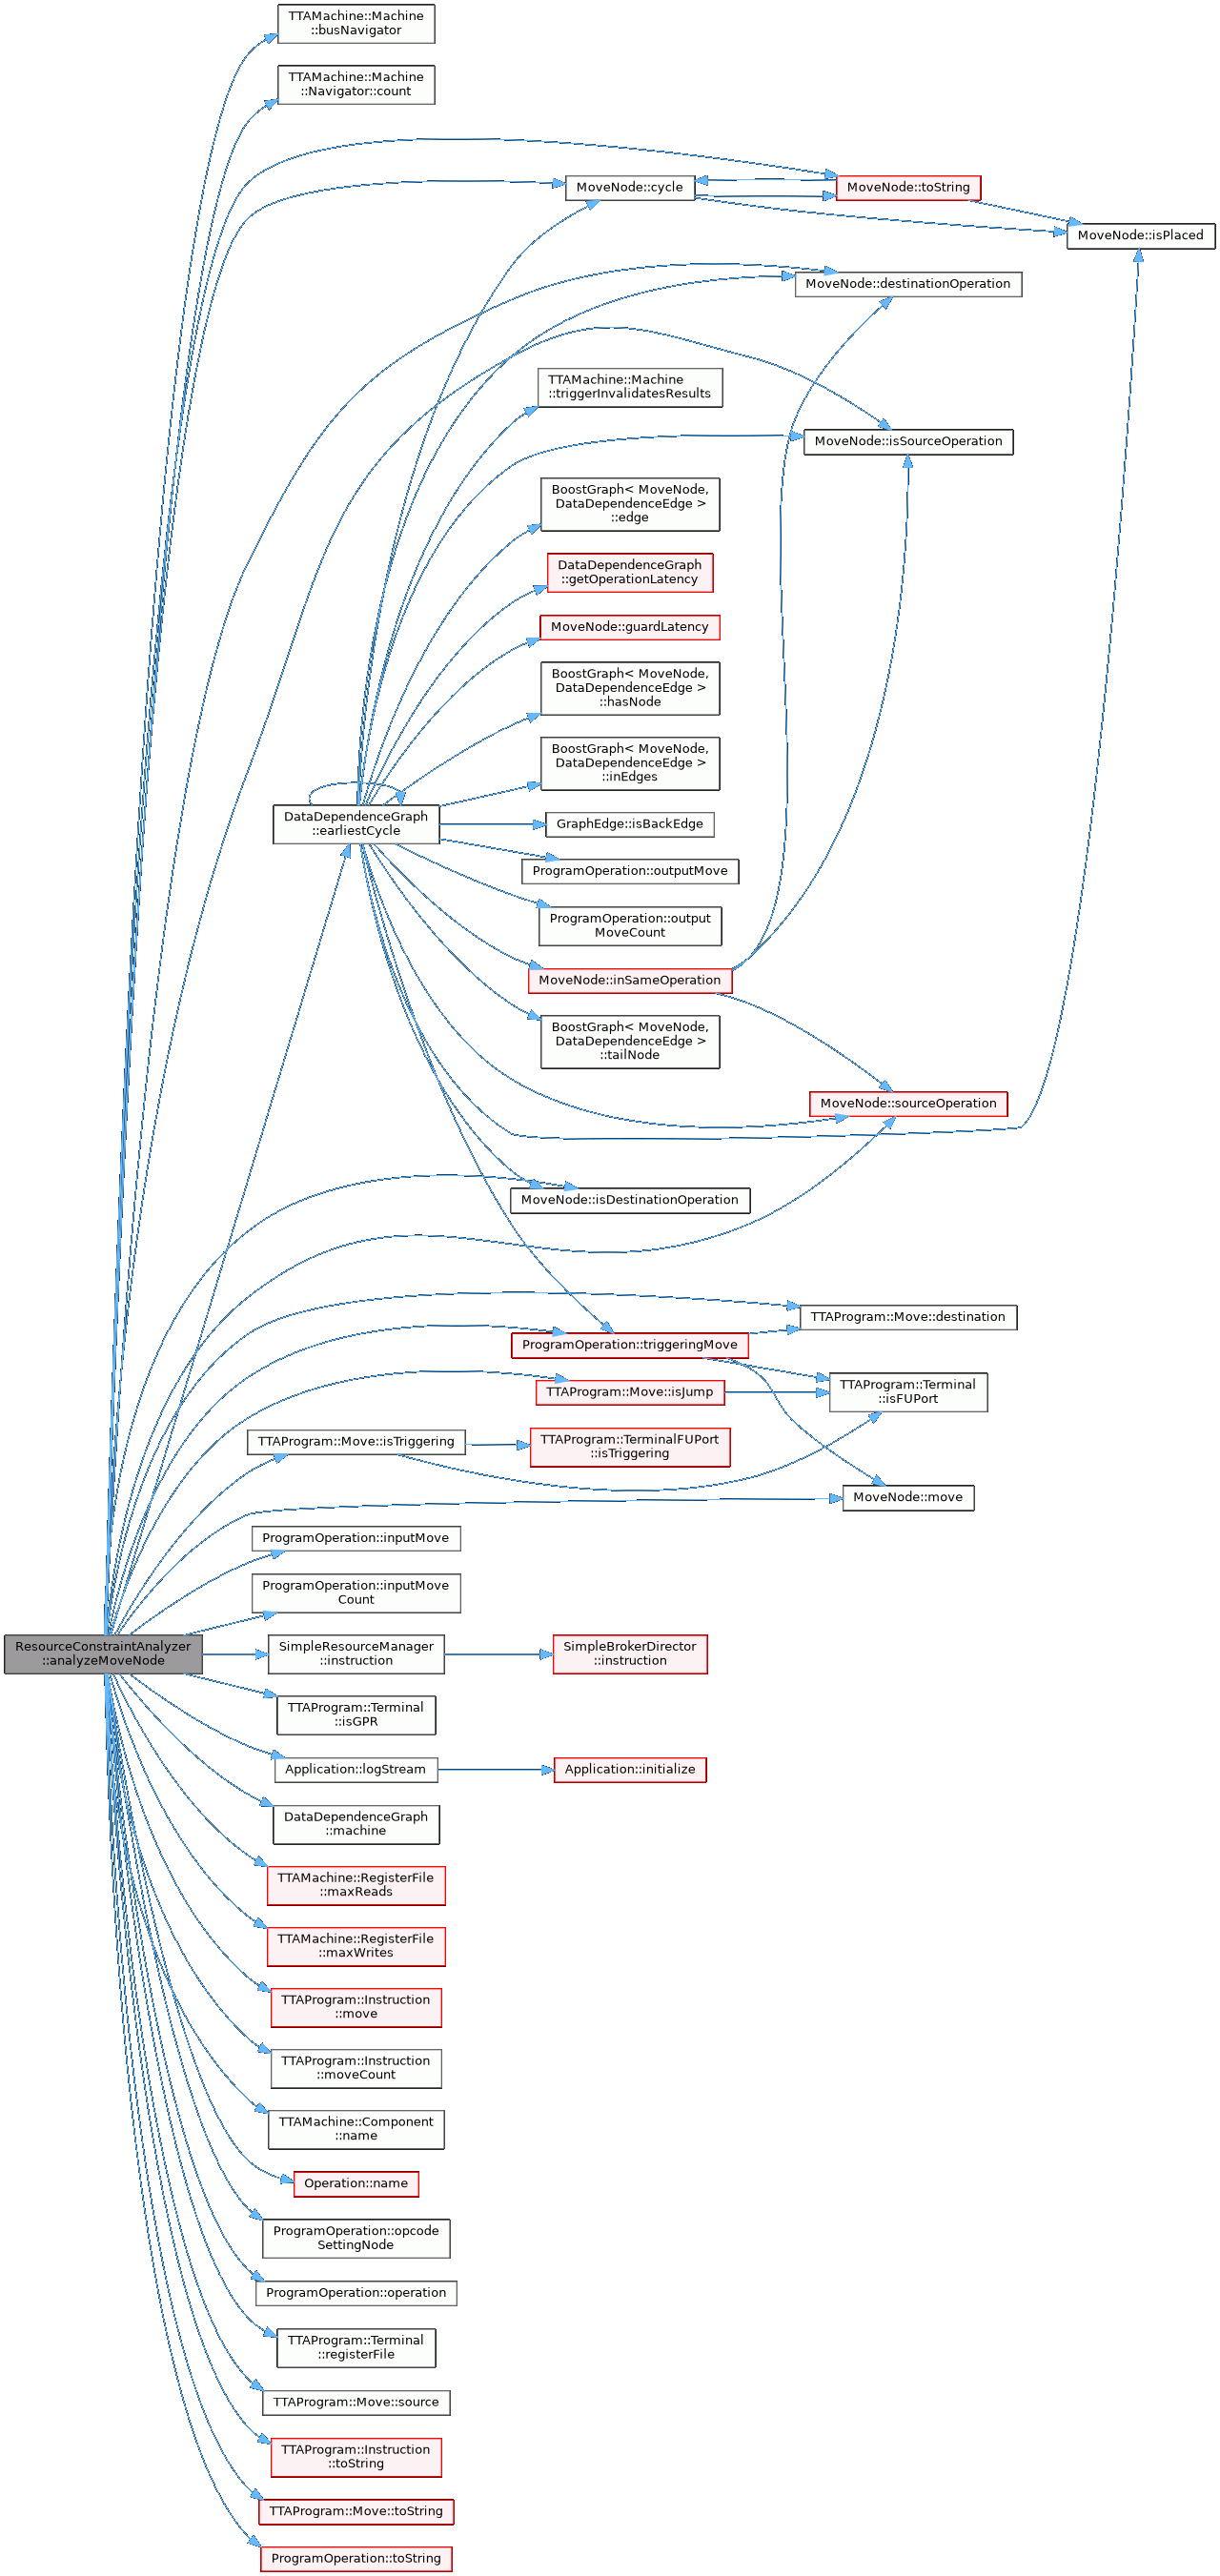 TTAMachine::Machine
::busNavigator
TTAMachine::Machine
::Navigator::count
MoveNode::cycle
MoveNode::toString
MoveNode::isPlaced
MoveNode::destinationOperation
TTAMachine::Machine
::triggerInvalidatesResults
MoveNode::isSourceOperation
BoostGraph< MoveNode,
DataDependenceEdge >
::edge
DataDependenceGraph
::getOperationLatency
MoveNode::guardLatency
BoostGraph< MoveNode,
DataDependenceEdge >
::hasNode
BoostGraph< MoveNode,
DataDependenceEdge >
::inEdges
DataDependenceGraph
::earliestCycle
GraphEdge::isBackEdge
ProgramOperation::outputMove
ProgramOperation::output
MoveCount
MoveNode::inSameOperation
BoostGraph< MoveNode,
DataDependenceEdge >
::tailNode
MoveNode::sourceOperation
MoveNode::isDestinationOperation
TTAProgram::Move::destination
ProgramOperation::triggeringMove
TTAProgram::Move::isJump
TTAProgram::Terminal
::isFUPort
TTAProgram::Move::isTriggering
TTAProgram::TerminalFUPort
::isTriggering
MoveNode::move
ProgramOperation::inputMove
ProgramOperation::inputMove
Count
ResourceConstraintAnalyzer
::analyzeMoveNode
SimpleResourceManager
::instruction
SimpleBrokerDirector
::instruction
TTAProgram::Terminal
::isGPR
Application::logStream
Application::initialize
DataDependenceGraph
::machine
TTAMachine::RegisterFile
::maxReads
TTAMachine::RegisterFile
::maxWrites
TTAProgram::Instruction
::move
TTAProgram::Instruction
::moveCount
TTAMachine::Component
::name
Operation::name
ProgramOperation::opcode
SettingNode
ProgramOperation::operation
TTAProgram::Terminal
::registerFile
TTAProgram::Move::source
TTAProgram::Instruction
::toString
TTAProgram::Move::toString
ProgramOperation::toString